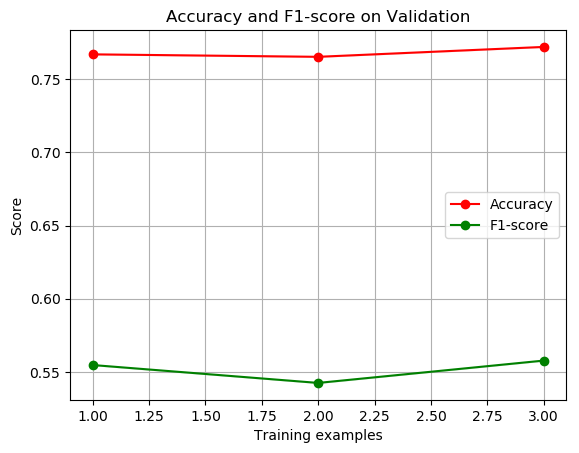 Accuracy and F1-score on Validation
0.75
0.70
0.65
0.60
0.55
Score
Accuracy
F1-score
1.00 1.25 1.50 1.75 2.00 2.25 2.50 2.75 3.00
Training examples